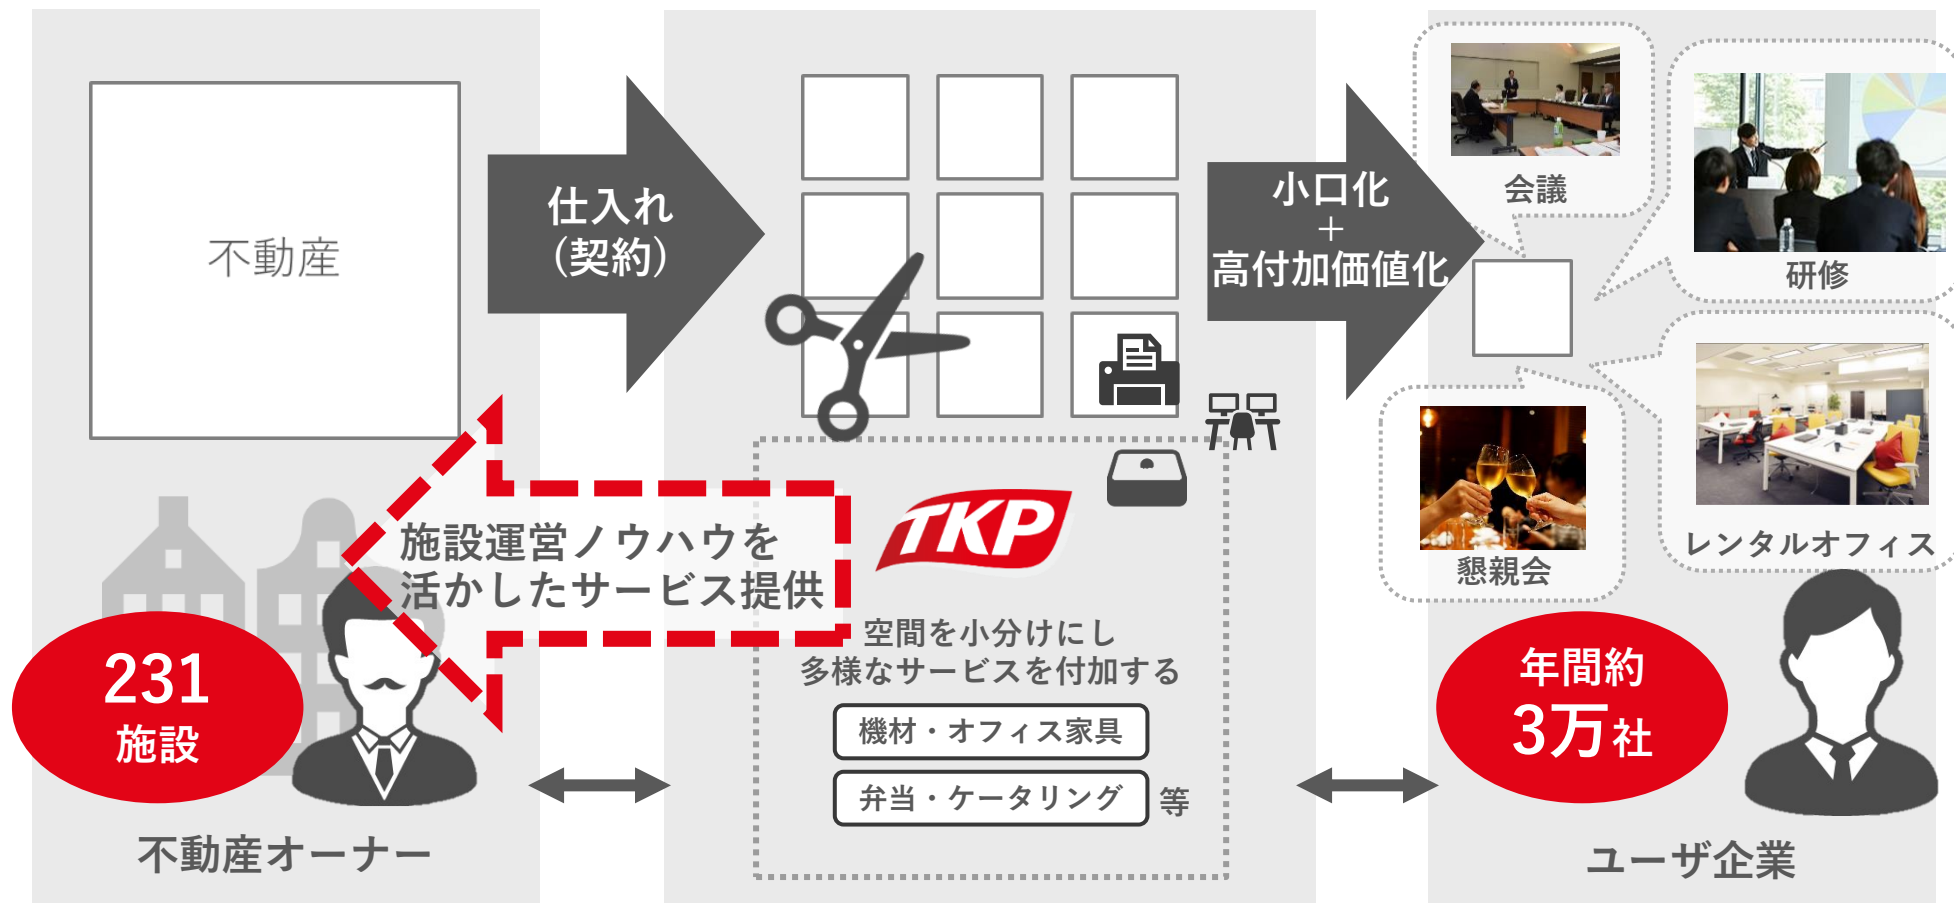 不動産
仕入れ
(契約)
小口化
＋
高付加価値化
会議
研修
懇親会
レンタルオフィス
施設運営ノウハウを
活かしたサービス提供
TKP
空間を小分けにし
多様なサービスを付加する
機材・オフィス家具
弁当・ケータリング 等
231
施設
不動産オーナー
年間約
3万社
ユーザ企業